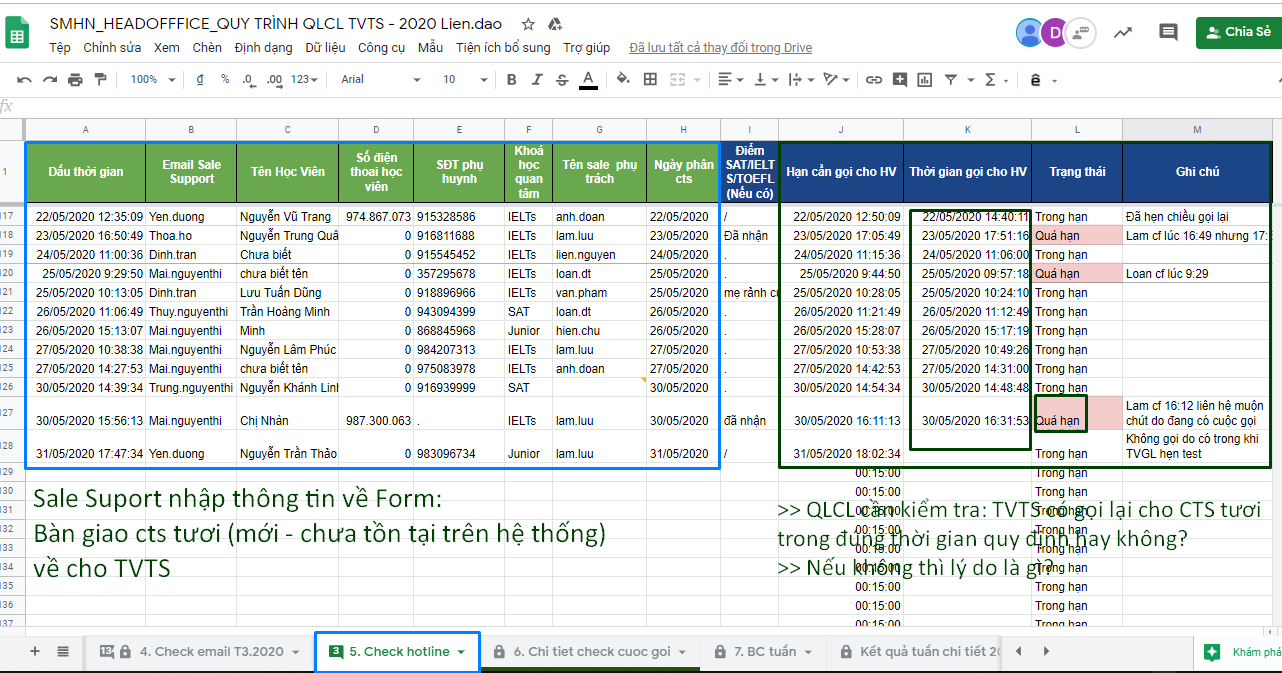 SMHN_HEADOFFFICE_QUY TRÌNH QLCL TVTS - 2020 Lien.dao
Tệp Chỉnh sửa Xem Chèn Định dạng Dữ liệu Công cụ Mẫu Tiện ích bổ sung Trợ giúp Đã lưu tất cả thay đổi trong Drive
D
Chia Sẻ
100% ₫ % .0 .00 123 Arial 10 B I S A Σ
fx
A B C D E F G H I J K L M
1 Dấu thời gian Email Sale Support Tên Học Viên Số điện thoai học viên SĐT phụ huynh Khoá học quan tâm Tên sale phụ trách Ngày phân cts Điểm SAT/IELTS/TOEFL (Nếu có) Hạn cần gọi cho HV Thời gian gọi cho HV Trạng thái Ghi chú
117 22/05/2020 12:35:09 Yen.duong Nguyễn Vũ Trang 974.867.073 915328586 IELTs anh.doan 22/05/2020 / 22/05/2020 12:50:09 22/05/2020 14:40:11 Trong hạn Đã hẹn chiều gọi lại
118 23/05/2020 16:50:49 Thoa.ho Nguyễn Trung Quâ 0 916811688 IELTs lam.luu 23/05/2020 Đã nhận 23/05/2020 17:05:49 23/05/2020 17:51:16 Quá hạn Lam cf lúc 16:49 nhưng 17:
119 24/05/2020 11:00:36 Dinh.tran Chưa biết 0 915545452 IELTs lien.nguyen 24/05/2020 . 24/05/2020 11:15:36 24/05/2020 11:06:00 Trong hạn
120 25/05/2020 9:29:50 Mai.nguyenthi chưa biết tên 0 357295678 IELTs loan.dt 25/05/2020 . 25/05/2020 9:44:50 25/05/2020 09:57:18 Quá hạn Loan cf lúc 9:29
121 25/05/2020 10:13:05 Dinh.tran Lưu Tuấn Dũng 0 918896966 IELTs van.pham 25/05/2020 mẹ rảnh cu 25/05/2020 10:28:05 25/05/2020 10:24:10 Trong hạn
122 26/05/2020 11:06:49 Thuy.nguyenthi Trần Hoàng Minh 0 943094399 SAT loan.dt 26/05/2020 . 26/05/2020 11:21:49 26/05/2020 11:12:49 Trong hạn
123 26/05/2020 15:13:07 Mai.nguyenthi Minh 0 868845968 Junior hien.chu 26/05/2020 . 26/05/2020 15:28:07 26/05/2020 15:17:19 Trong hạn
124 27/05/2020 10:38:38 Mai.nguyenthi Nguyễn Lâm Phúc 0 984207313 IELTs lam.luu 27/05/2020 . 27/05/2020 10:53:38 27/05/2020 10:49:26 Trong hạn
125 27/05/2020 14:27:53 Mai.nguyenthi chưa biết tên 0 975083978 IELTs anh.doan 27/05/2020 . 27/05/2020 14:42:53 27/05/2020 14:31:00 Trong hạn
126 30/05/2020 14:39:34 Trung.nguyenthi Nguyễn Khánh Linh 0 916939999 SAT 30/05/2020 . 30/05/2020 14:54:34 30/05/2020 14:48:48 Trong hạn
127 30/05/2020 15:56:13 Mai.nguyenthi Chị Nhàn 987.300.063 . IELTs lam.luu 30/05/2020 đã nhận 30/05/2020 16:11:13 30/05/2020 16:31:53 Quá hạn Lam cf 16:12 liên hệ muộn chút do đang có cuộc gọi
128 31/05/2020 17:47:34 Yen.duong Nguyễn Trần Thảo 0 983096734 Junior lam.luu 31/05/2020 / 31/05/2020 18:02:34 Trong hạn Không gọi do có trong khi TVGL hẹn test
129 00:15:00 Trong hạn
130 00:15:00 Trong hạn
131 00:15:00 Trong hạn
132 00:15:00 Trong hạn
133 00:15:00 Trong hạn
134 00:15:00 Trong hạn
135 00:15:00 Trong hạn
136 00:15:00 Trong hạn
137 00:15:00 Trong hạn
Sale Suport nhập thông tin về Form:
Bàn giao cts tươi (mới - chưa tồn tại trên hệ thống)
về cho TVTS
>> QLCL cần kiểm tra: TVTS có gọi lại cho CTS tươi
trong đúng thời gian quy định hay không?
>> Nếu không thì lý do là gì?
13 4. Check email T3.2020 3 5. Check hotline 6. Chi tiet check cuoc goi 7. BC tuần Kết quả tuần chi tiết Khám phá